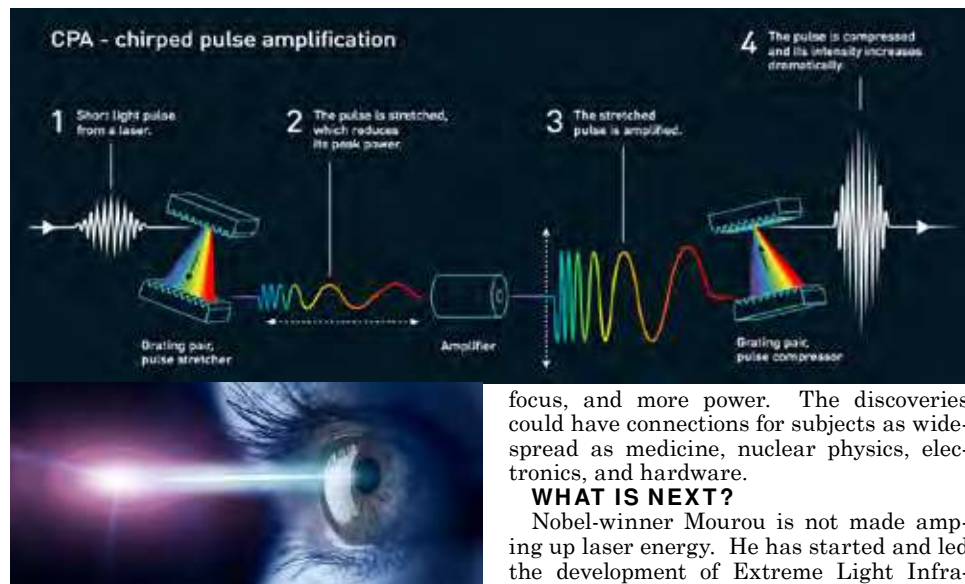 CPA - chirped pulse amplification
1 Short light pulse
from a laser.
2 The pulse is stretched,
which reduces
its peak power.
3 The stretched
pulse is amplified.
4 The pulse is compressed
and its intensity increases
dramatically.
Grating pair,
pulse stretcher
Amplifier
Grating pair,
pulse compressor
focus, and more power. The discoveries
could have connections for subjects as wide-
spread as medicine, nuclear physics, elec-
tronics, and hardware.
WHAT IS NEXT?
Nobel-winner Mourou is not made amp-
ing up laser energy. He has started and led
the development of Extreme Light Infra-